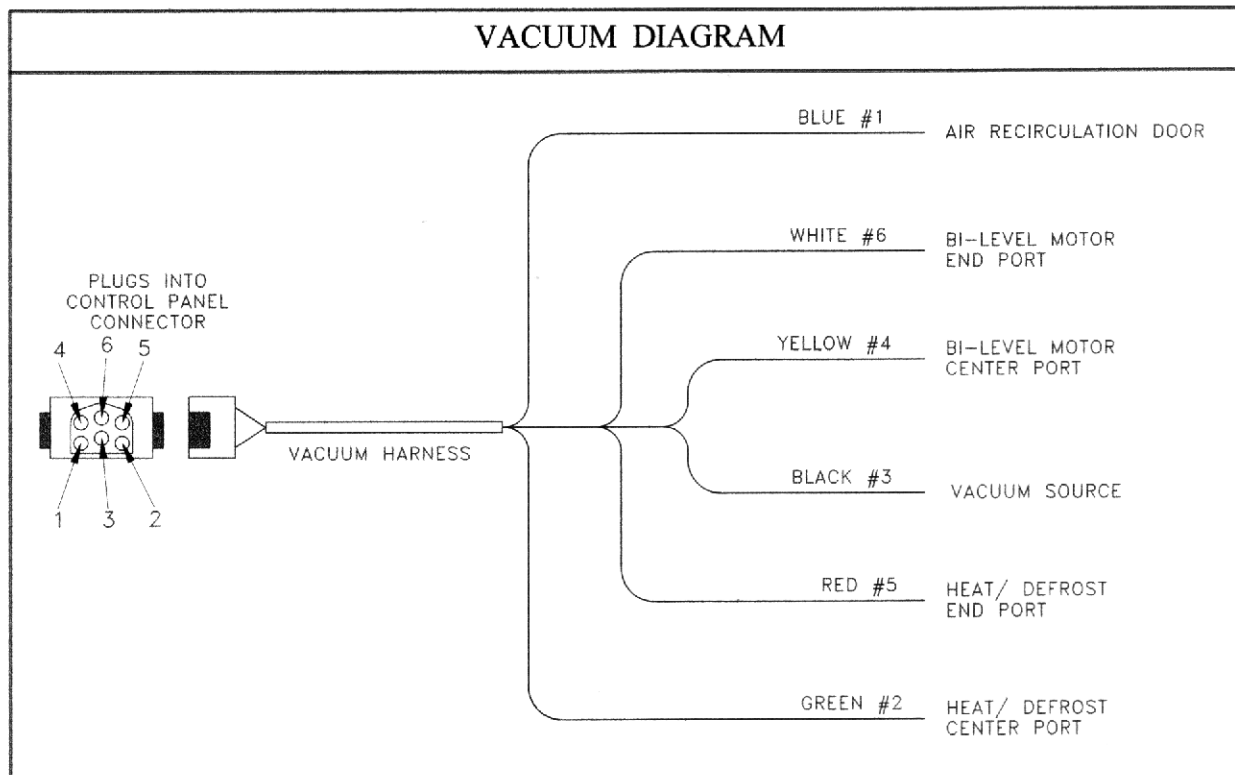 VACUUM DIAGRAM
BLUE #1
AIR RECIRCULATION DOOR
WHITE #6
BI-LEVEL MOTOR
END PORT
PLUGS INTO
CONTROL PANEL
CONNECTOR
4 6 5
YELLOW #4
BI-LEVEL MOTOR
CENTER PORT
VACUUM HARNESS
1 3 2
BLACK #3
VACUUM SOURCE
RED #5
HEAT/ DEFROST
END PORT
GREEN #2
HEAT/ DEFROST
CENTER PORT